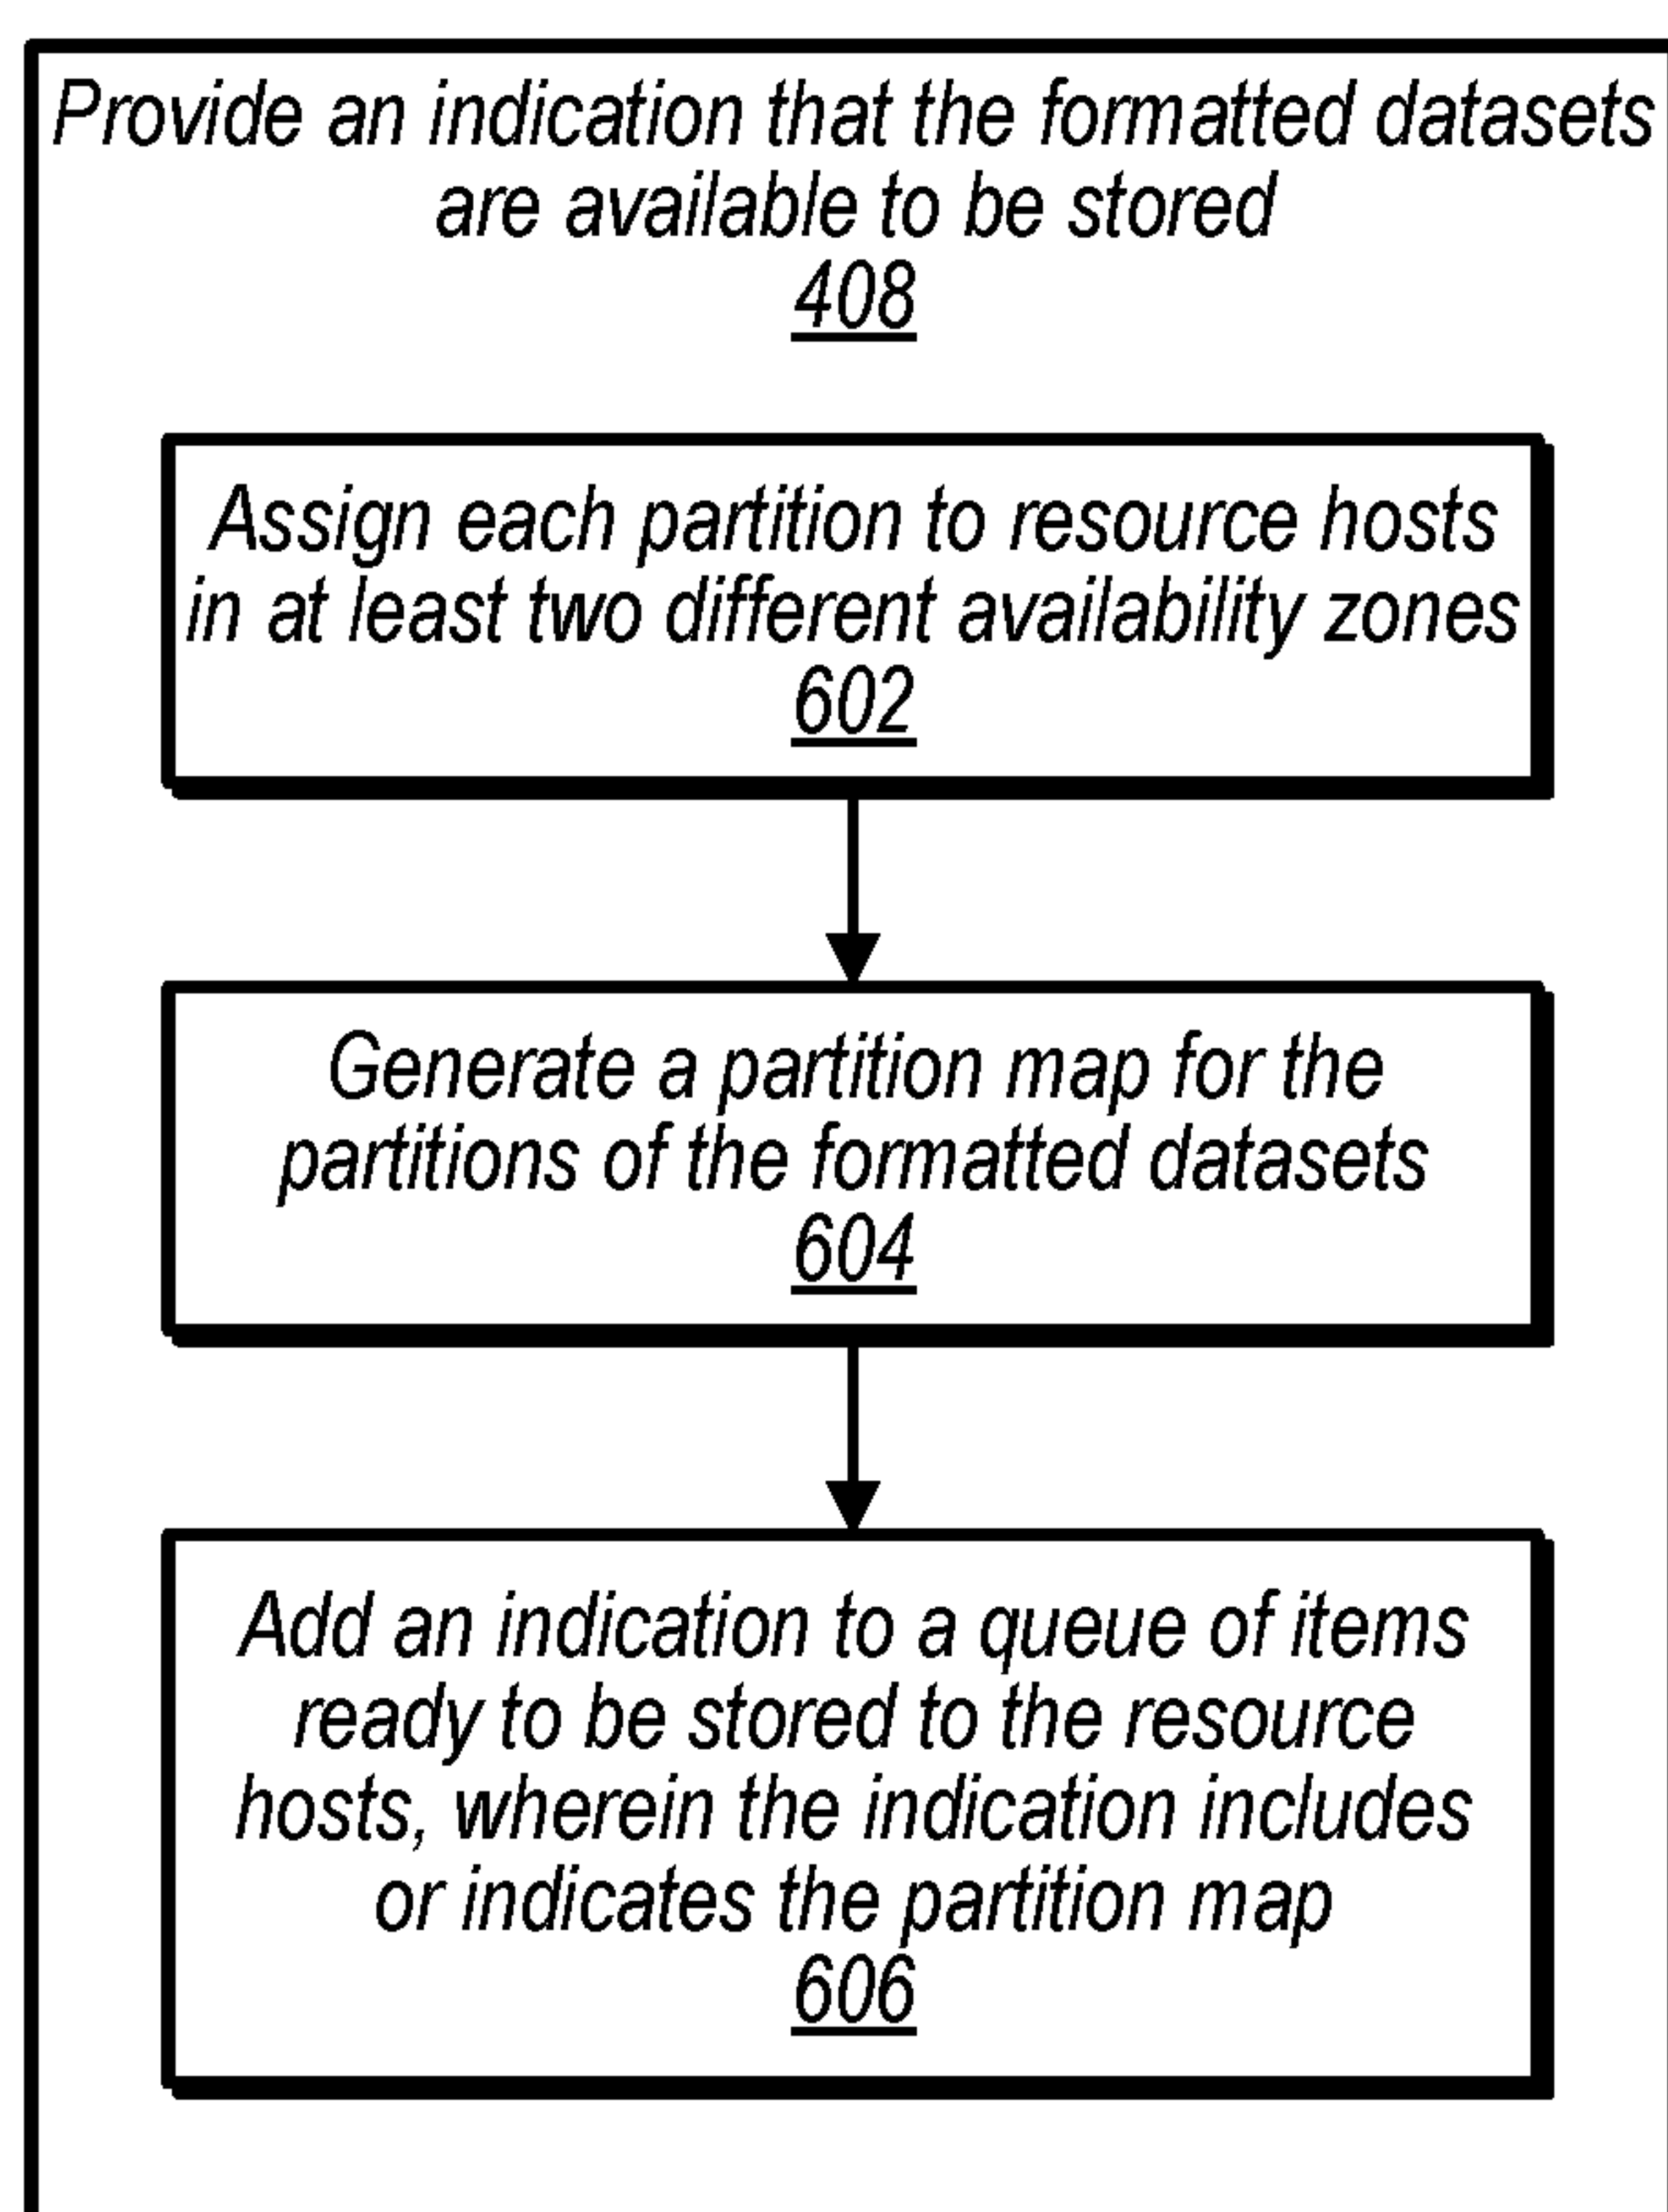 Provide an indication that the formatted datasets
are available to be stored
408
Assign each partition to resource hosts
in at least two different availability zones
602
Generate a partition map for the
partitions of the formatted datasets
604
Add an indication to a queue of items
ready to be stored to the resource
hosts, wherein the indication includes
or indicates the partition map
606